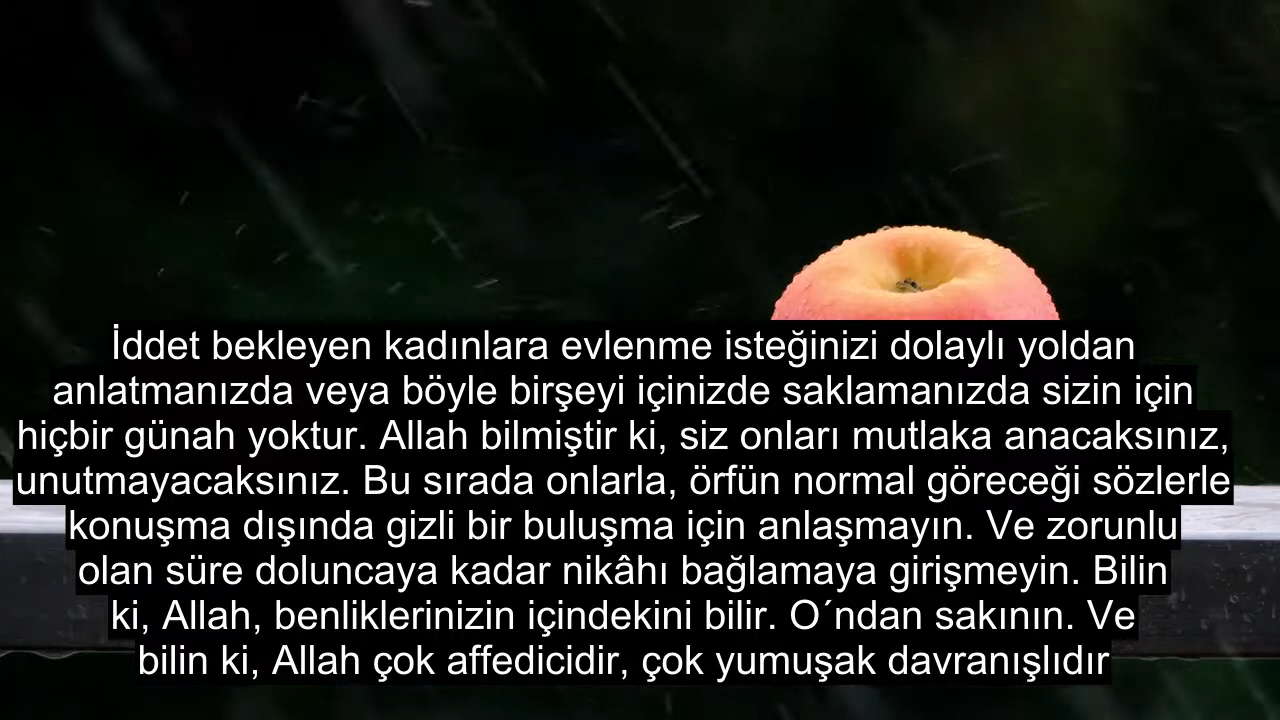 İddet bekleyen kadınlara evlenme isteğinizi dolaylı yoldan
anlatmanızda veya böyle birşeyi içinizde saklamanızda sizin için
hiçbir günah yoktur. Allah bilmiştir ki, siz onları mutlaka anacaksınız,
unutmayacaksınız. Bu sırada onlarla, örfün normal göreceği sözlerle
konuşma dışında gizli bir buluşma için anlaşmayın. Ve zorunlu
olan süre doluncaya kadar nikâhı bağlamaya girişmeyin. Bilin
ki, Allah, benliklerinizin içindekini bilir. O´ndan sakının. Ve
bilin ki, Allah çok affedicidir, çok yumuşak davranışlıdır